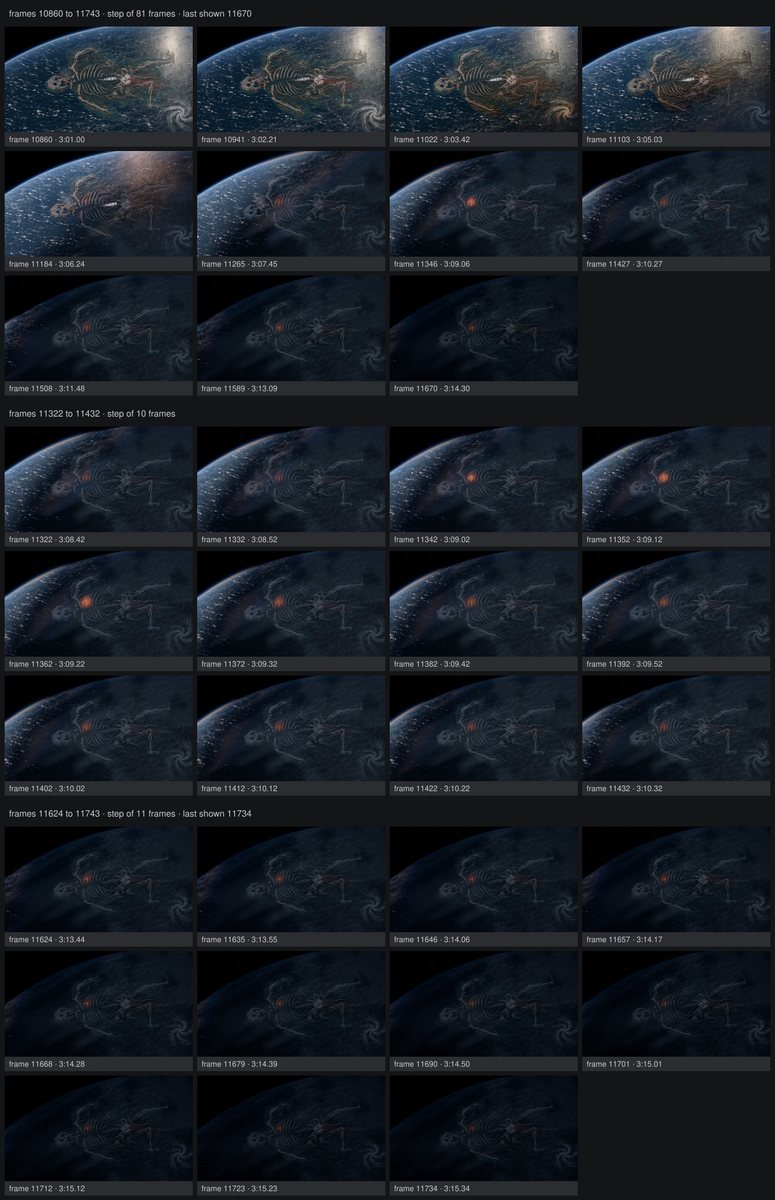 frames 10860 to 11743 · step of 81 frames · last shown 11670
frame 10860 · 3:01.00
frame 10941 · 3:02.21
frame 11022 · 3:03.42
frame 11103 · 3:05.03
frame 11184 · 3:06.24
frame 11265 · 3:07.45
frame 11346 · 3:09.06
frame 11427 · 3:10.27
frame 11508 · 3:11.48
frame 11589 · 3:13.09
frame 11670 · 3:14.30
frames 11322 to 11432 · step of 10 frames
frame 11322 · 3:08.42
frame 11332 · 3:08.52
frame 11342 · 3:09.02
frame 11352 · 3:09.12
frame 11362 · 3:09.22
frame 11372 · 3:09.32
frame 11382 · 3:09.42
frame 11392 · 3:09.52
frame 11402 · 3:10.02
frame 11412 · 3:10.12
frame 11422 · 3:10.22
frame 11432 · 3:10.32
frames 11624 to 11743 · step of 11 frames · last shown 11734
frame 11624 · 3:13.44
frame 11635 · 3:13.55
frame 11646 · 3:14.06
frame 11657 · 3:14.17
frame 11668 · 3:14.28
frame 11679 · 3:14.39
frame 11690 · 3:14.50
frame 11701 · 3:15.01
frame 11712 · 3:15.12
frame 11723 · 3:15.23
frame 11734 · 3:15.34